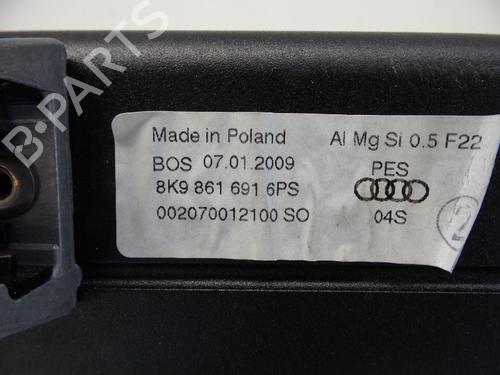 Made in Poland Al Mg Si 0.5 F22
BOS 07.01.2009 PES
8K9 861 691 6PS
002070012100 SO 04S
2
B-PARTS